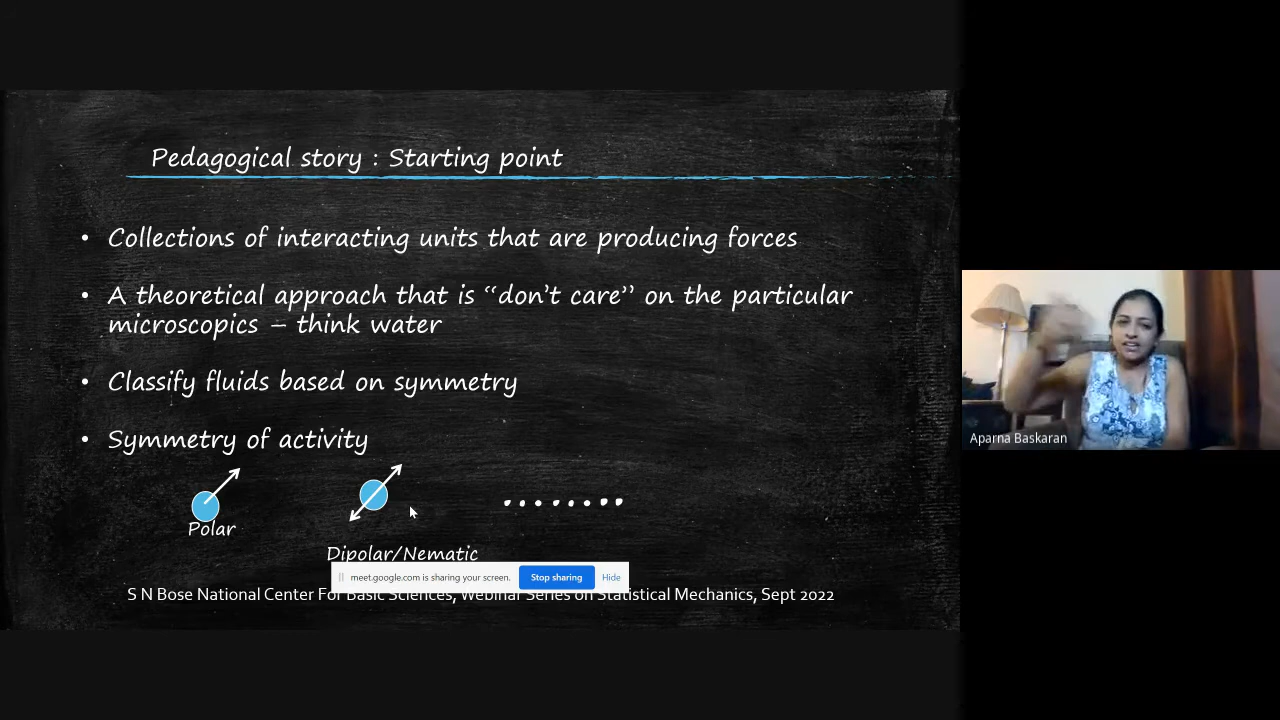 Pedagogical story : Starting point
• Collections of interacting units that are producing forces
• A theoretical approach that is “don’t care” on the particular
microscopics – think water
• Classify fluids based on symmetry
• Symmetry of activity
Polar
Dipolar/Nematic
meet.google.com is sharing your screen. Stop sharing Hide
S N Bose National Center For Basic Sciences, Webinar Series on Statistical Mechanics, Sept 2022
Aparna Baskaran